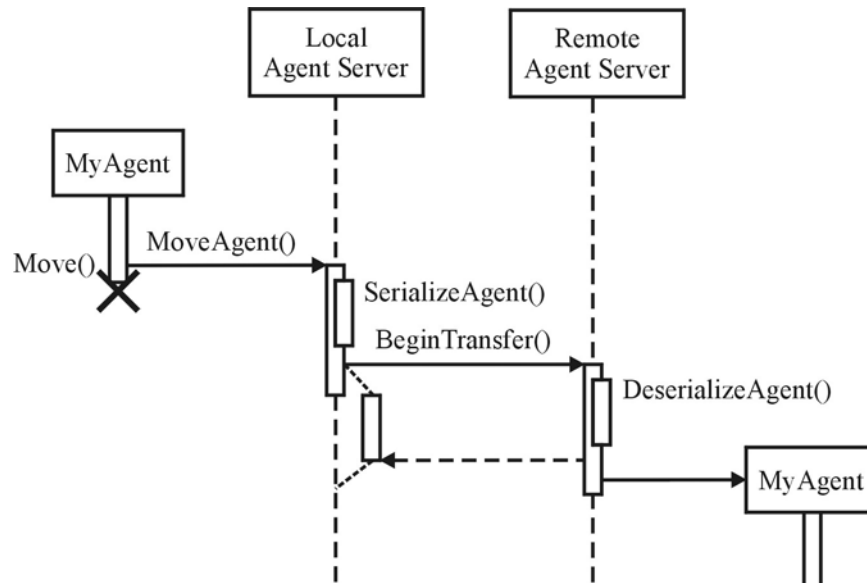 Local
Agent Server
Remote
Agent Server
MyAgent
MoveAgent()
Move()
SerializeAgent()
BeginTransfer()
DeserializeAgent()
MyAgent